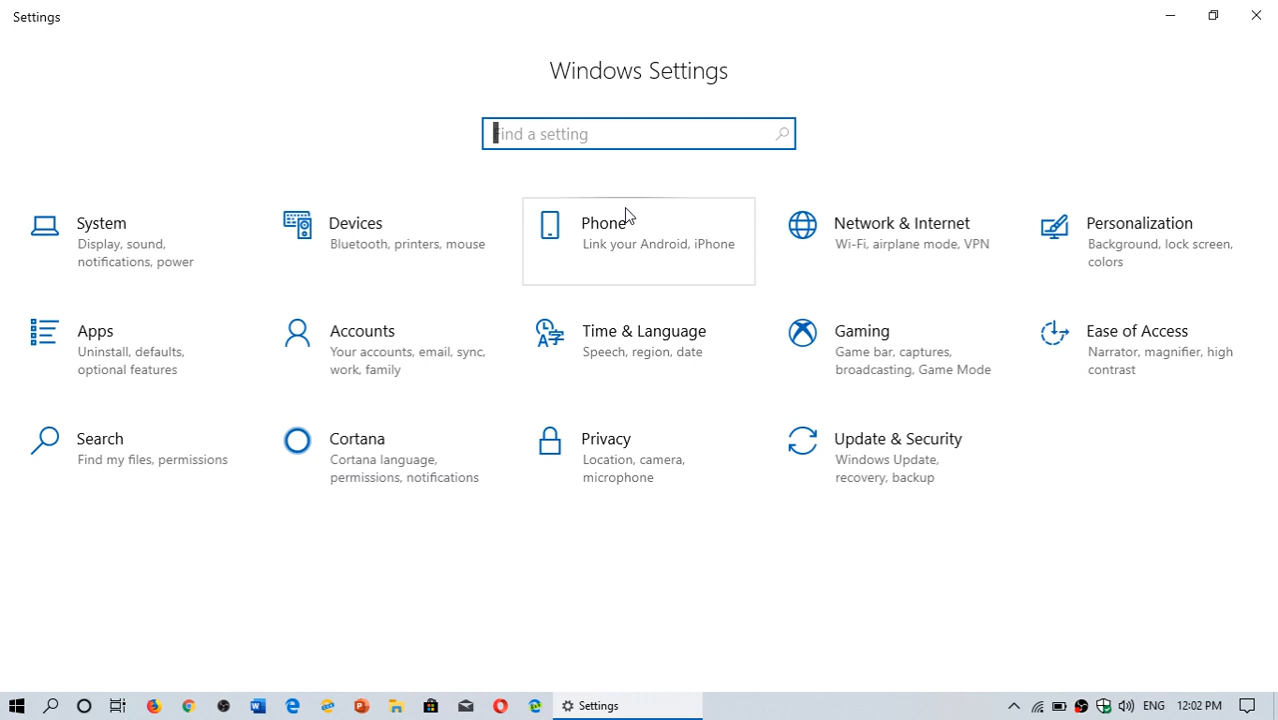 Settings
Windows Settings
Find a setting
System
Display, sound,
notifications, power
Devices
Bluetooth, printers, mouse
Phone
Link your Android, iPhone
Network & Internet
Wi-Fi, airplane mode, VPN
Personalization
Background, lock screen,
colors
Apps
Uninstall, defaults,
optional features
Accounts
Your accounts, email, sync,
work, family
Time & Language
Speech, region, date
Gaming
Game bar, captures,
broadcasting, Game Mode
Ease of Access
Narrator, magnifier, high
contrast
Search
Find my files, permissions
Cortana
Cortana language,
permissions, notifications
Privacy
Location, camera,
microphone
Update & Security
Windows Update,
recovery, backup
Settings
ENG
12:02 PM